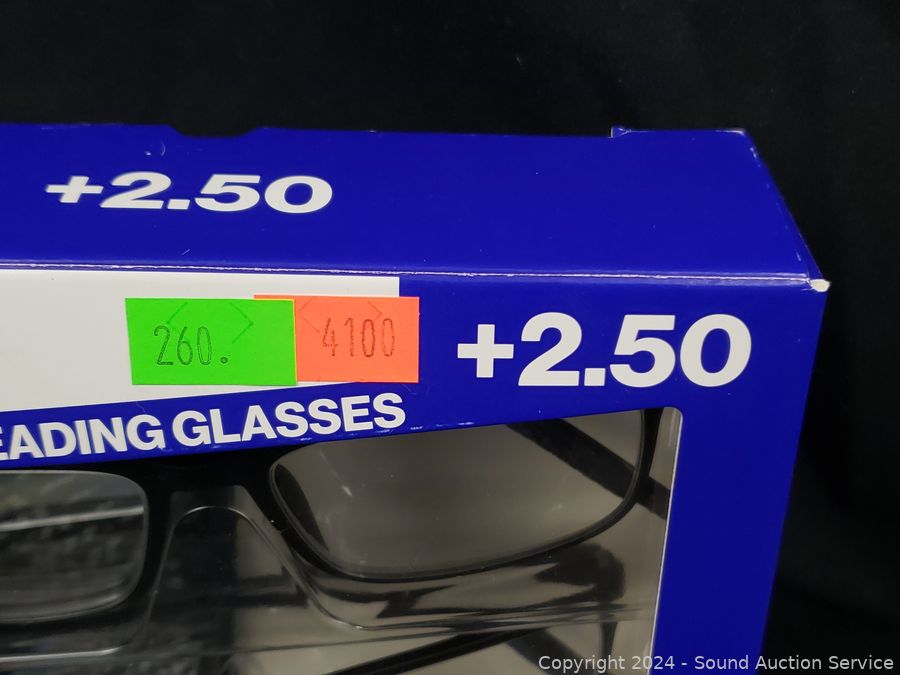 +2.50
260.
4100
+2.50
EADING GLASSES
Copyright 2024 - Sound Auction Service